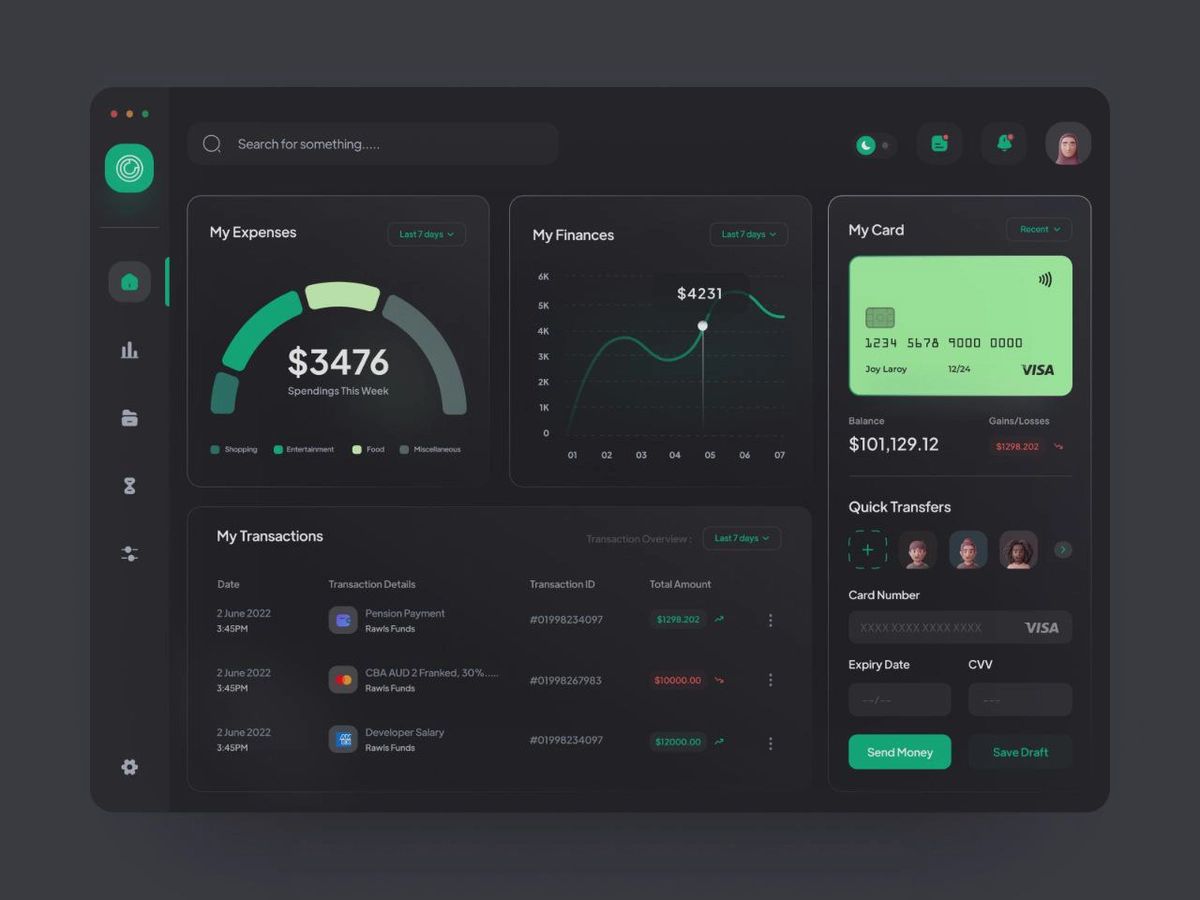 Search for something.....
My Expenses
Last 7 days
$3476
Spendings This Week
Shopping
Entertainment
Food
Miscellaneous
My Finances
Last 7 days
6K
5K
4K
3K
2K
1K
0
$4231
01 02 03 04 05 06 07
My Card
Recent
1234 5678 9000 0000
Joy Laroy
12/24
VISA
Balance
Gains/Losses
$101,129.12
$1298.202
Quick Transfers
+
Card Number
XXXX XXXX XXXX XXXX
VISA
Expiry Date
CVV
--/--
---
Send Money
Save Draft
My Transactions
Transaction Overview :
Last 7 days
Date
Transaction Details
Transaction ID
Total Amount
2 June 2022
3:45PM
Pension Payment
Rawls Funds
#01998234097
$1298.202
2 June 2022
3:45PM
CBA AUD 2 Franked, 30%.....
Rawls Funds
#01998267983
$10000.00
2 June 2022
3:45PM
Developer Salary
Rawls Funds
#01998234097
$12000.00